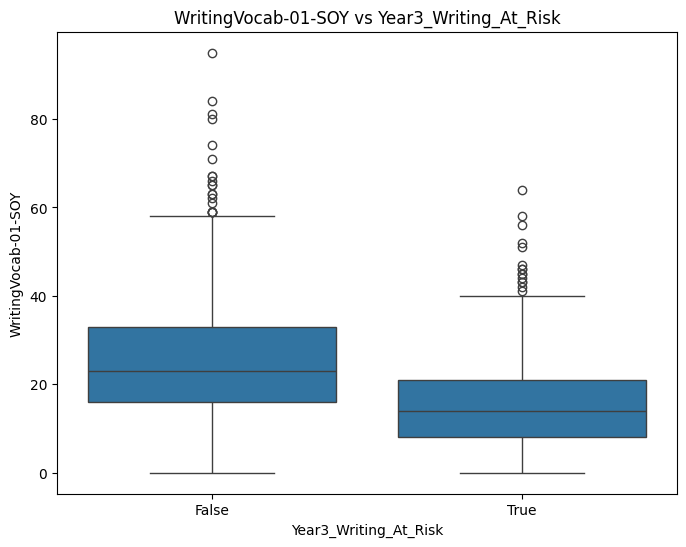 WritingVocab-01-SOY vs Year3_Writing_At_Risk
80
60
40
20
0
WritingVocab-01-SOY
False
True
Year3_Writing_At_Risk